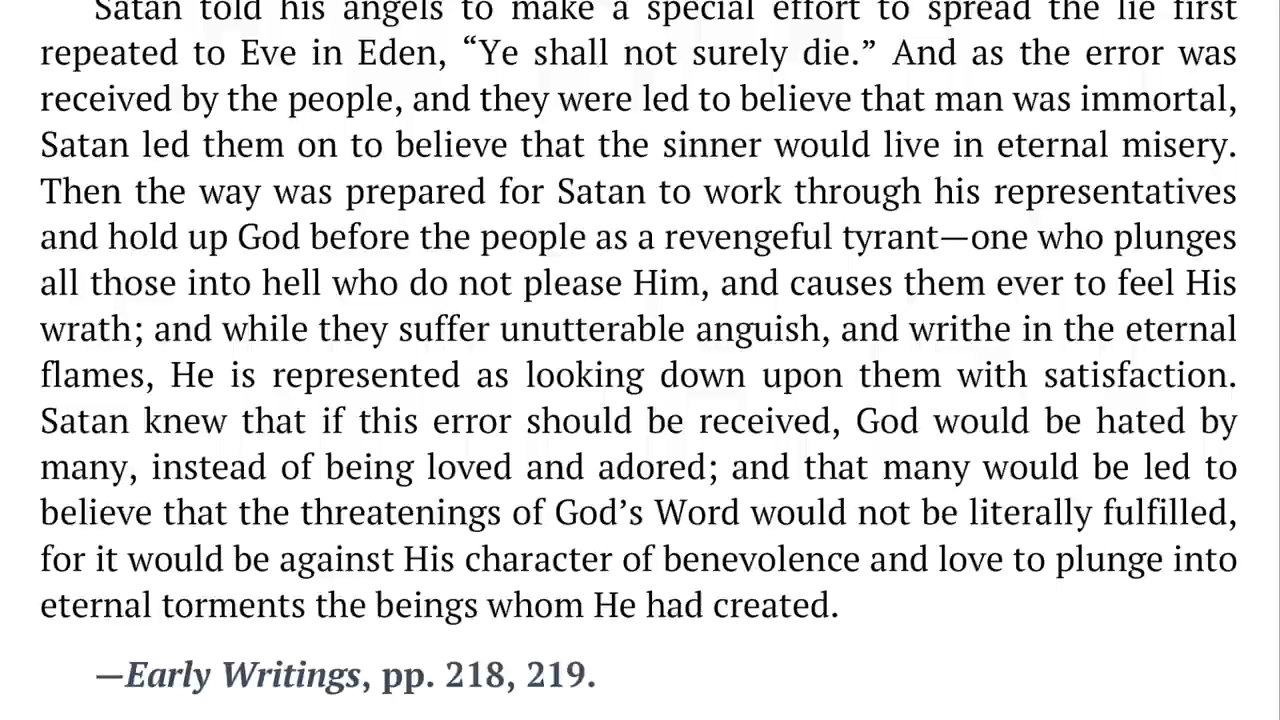 Satan told his angels to make a special effort to spread the lie first
repeated to Eve in Eden, “Ye shall not surely die.” And as the error was
received by the people, and they were led to believe that man was immortal,
Satan led them on to believe that the sinner would live in eternal misery.
Then the way was prepared for Satan to work through his representatives
and hold up God before the people as a revengeful tyrant—one who plunges
all those into hell who do not please Him, and causes them ever to feel His
wrath; and while they suffer unutterable anguish, and writhe in the eternal
flames, He is represented as looking down upon them with satisfaction.
Satan knew that if this error should be received, God would be hated by
many, instead of being loved and adored; and that many would be led to
believe that the threatenings of God’s Word would not be literally fulfilled,
for it would be against His character of benevolence and love to plunge into
eternal torments the beings whom He had created.
—Early Writings, pp. 218, 219.